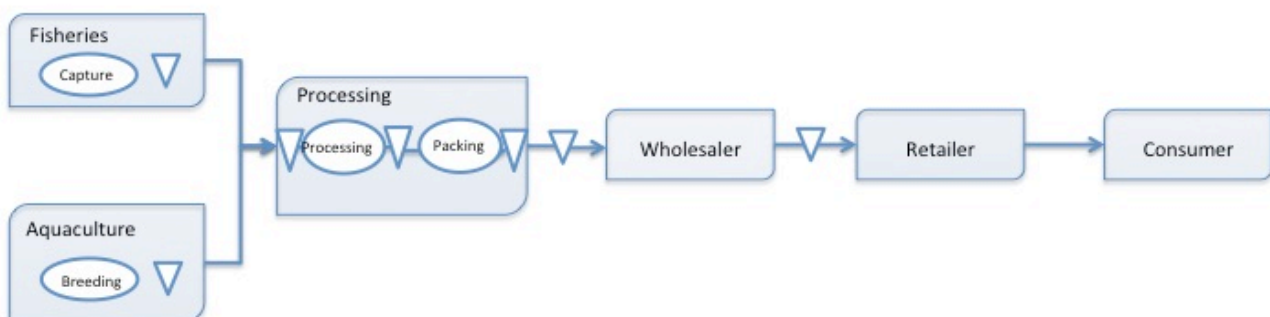 Fisheries
Capture
Processing
Processing
Packing
Wholesaler
Retailer
Consumer
Aquaculture
Breeding